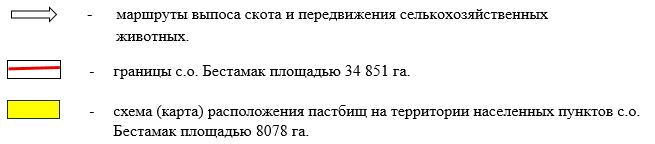 - маршруты выпоса скота и передвижения селькохозяйственных
животных.
- границы с.о. Бестамак площадью 34 851 га.
- схема (карта) расположения пастбищ на территории населенных пунктов с.о.
Бестамак площадью 8078 га.